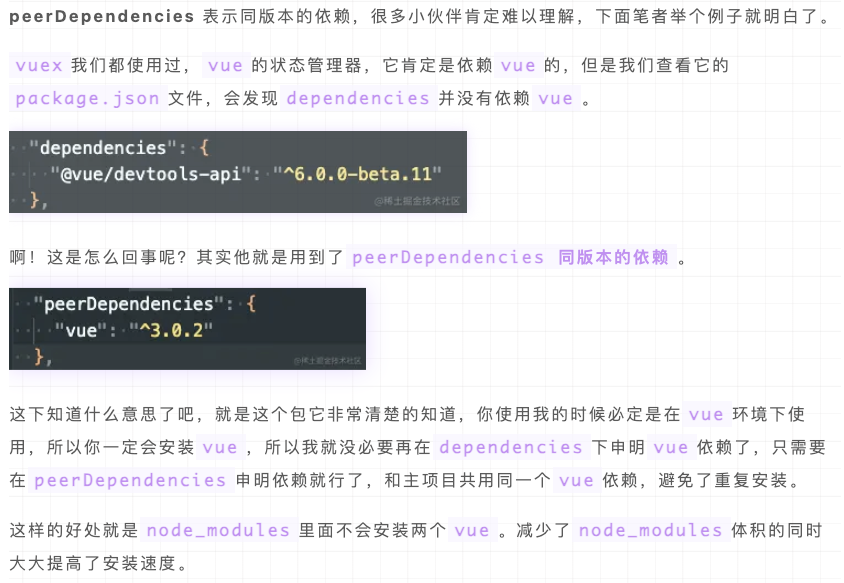 peerDependencies 表示同版本的依赖，很多小伙伴肯定难以理解，下面笔者举个例子就明白了。
vuex 我们都使用过，vue 的状态管理器，它肯定是依赖 vue 的，但是我们查看它的
package.json 文件，会发现 dependencies 并没有依赖 vue 。
"dependencies": {
"@vue/devtools-api": "^6.0.0-beta.11"
},
@稀土掘金技术社区
啊！这是怎么回事呢？其实他就是用到了 peerDependencies 同版本的依赖 。
"peerDependencies": {
"vue": "^3.0.2"
},
@稀土掘金技术社区
这下知道什么意思了吧，就是这个包它非常清楚的知道，你使用我的时候必定是在 vue 环境下使
用，所以你一定会安装 vue ，所以我就没必要再在 dependencies 下申明 vue 依赖了，只需要
在 peerDependencies 申明依赖就行了，和主项目共用同一个 vue 依赖，避免了重复安装。
这样的好处就是 node_modules 里面不会安装两个 vue 。减少了 node_modules 体积的同时
大大提高了安装速度。